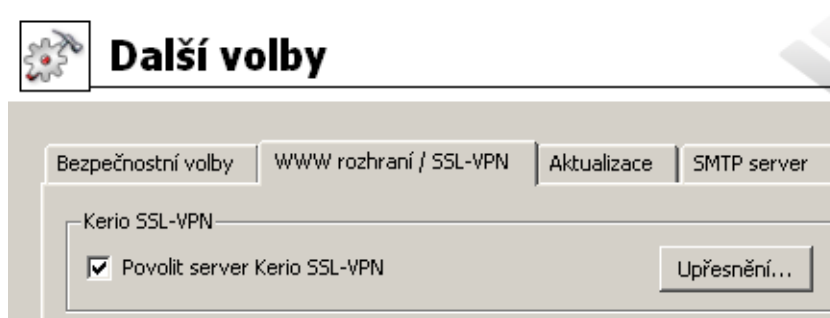 Další volby
Bezpečnostní volby WWW rozhraní / SSL-VPN Aktualizace SMTP server
Kerio SSL-VPN
Povolit server Kerio SSL-VPN Upřesnění...